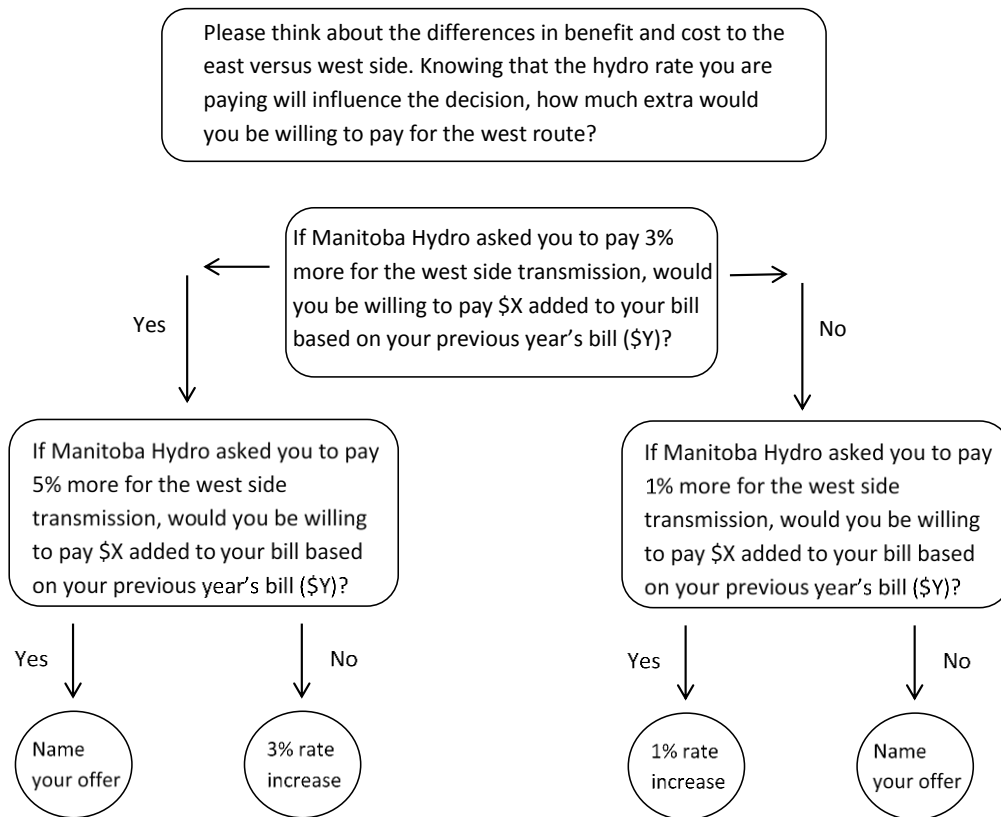 Please think about the differences in benefit and cost to the
east versus west side. Knowing that the hydro rate you are
paying will influence the decision, how much extra would
you be willing to pay for the west route?
If Manitoba Hydro asked you to pay 3%
more for the west side transmission, would
you be willing to pay $X added to your bill
based on your previous year’s bill ($Y)?
Yes
No
If Manitoba Hydro asked you to pay
5% more for the west side
transmission, would you be willing
to pay $X added to your bill based
on your previous year’s bill ($Y)?
If Manitoba Hydro asked you to pay
1% more for the west side
transmission, would you be willing
to pay $X added to your bill based
on your previous year’s bill ($Y)?
Yes
No
Yes
No
Name
your offer
3% rate
increase
1% rate
increase
Name
your offer